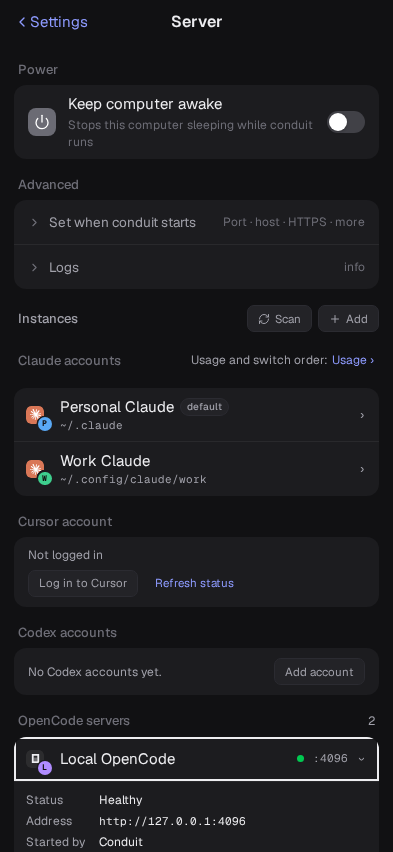 Settings
Server
Power
Keep computer awake
Stops this computer sleeping while conduit
runs
Advanced
Set when conduit starts
Port · host · HTTPS · more
Logs
info
Instances
Scan
Add
Claude accounts
Usage and switch order: Usage ›
P
Personal Claude
default
~/.claude
W
Work Claude
~/.config/claude/work
Cursor account
Not logged in
Log in to Cursor
Refresh status
Codex accounts
No Codex accounts yet.
Add account
OpenCode servers
2
L
Local OpenCode
:4096
Status
Healthy
Address
http://127.0.0.1:4096
Started by
Conduit